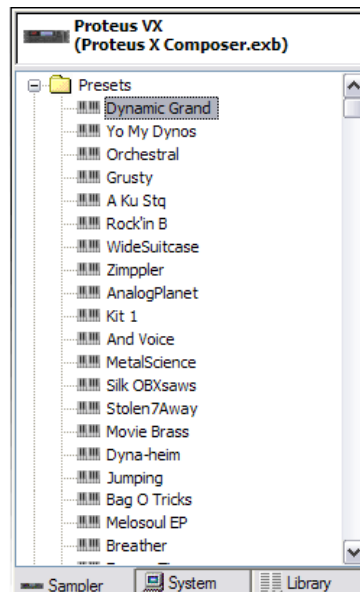 Proteus VX
(Proteus X Composer.exb)
Presets
Dynamic Grand
Yo My Dynos
Orchestral
Grusty
A Ku Stq
Rock'in B
WideSuitcase
Zimppler
AnalogPlanet
Kit 1
And Voice
MetalScience
Silk OBXsaws
Stolen7Away
Movie Brass
Dyna-heim
Jumping
Bag O Tricks
Melosoul EP
Breather
Sampler
System
Library